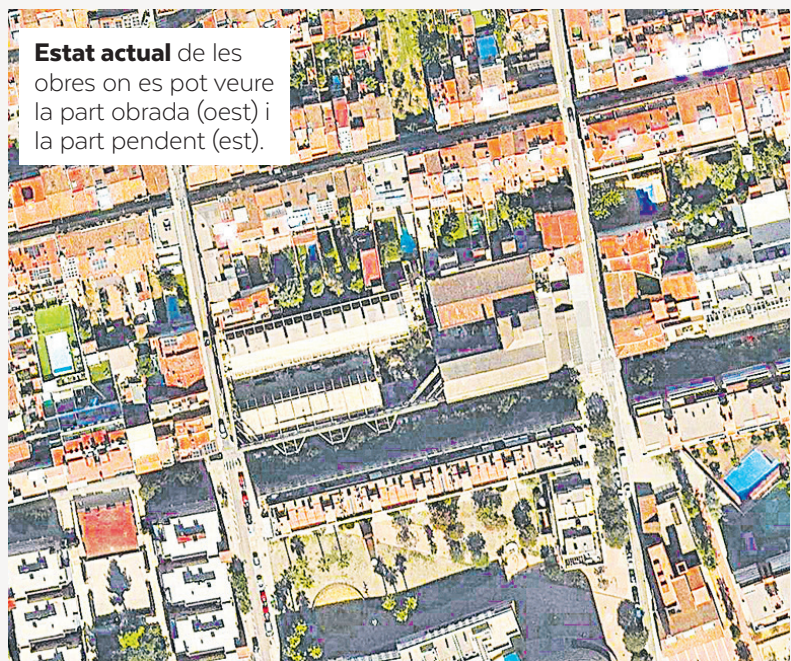 Estat actual de les
obres on es pot veure
la part obrada (oest) i
la part pendent (est).